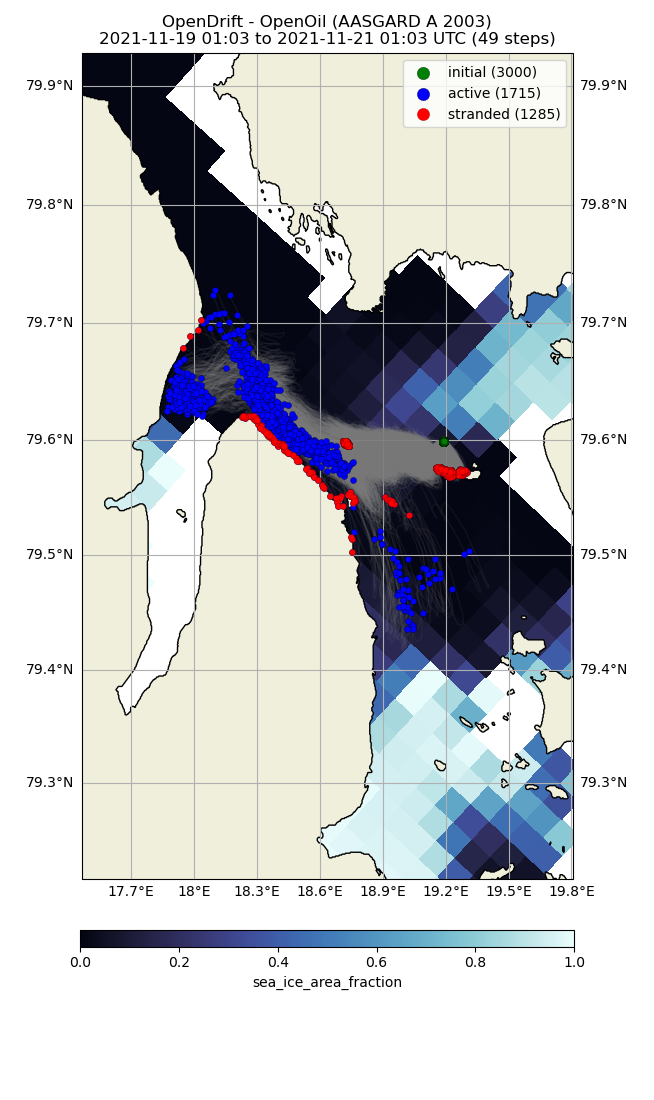 OpenDrift - OpenOil (AASGARD A 2003)
2021-11-19 01:03 to 2021-11-21 01:03 UTC (49 steps)
initial (3000)
active (1715)
stranded (1285)
79.9°N 79.9°N
79.8°N 79.8°N
79.7°N 79.7°N
79.6°N 79.6°N
79.5°N 79.5°N
79.4°N 79.4°N
79.3°N 79.3°N
17.7°E 18°E 18.3°E 18.6°E 18.9°E 19.2°E 19.5°E 19.8°E
0.0 0.2 0.4 0.6 0.8 1.0
sea_ice_area_fraction